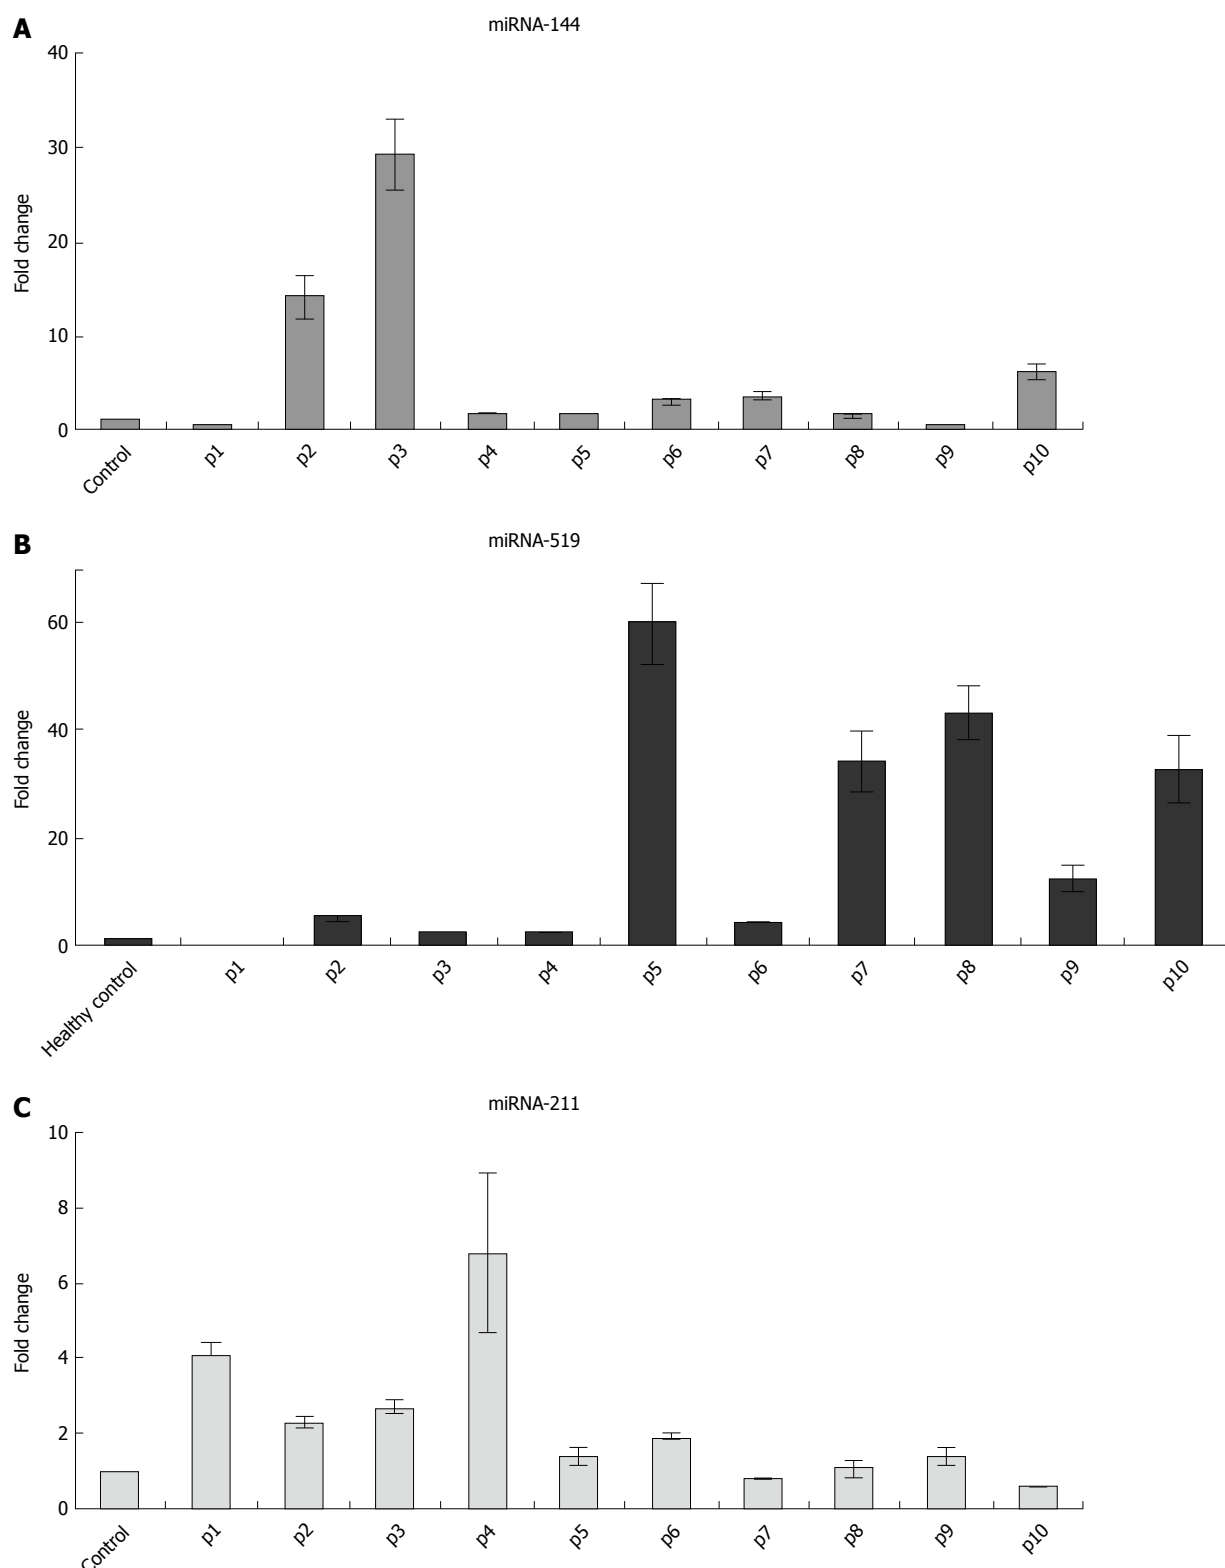 A
miRNA-144
40
30
20
10
0
Fold change
Control p1 p2 p3 p4 p5 p6 p7 p8 p9 p10
B
miRNA-519
60
40
20
0
Fold change
Healthy control p1 p2 p3 p4 p5 p6 p7 p8 p9 p10
C
miRNA-211
10
8
6
4
2
0
Fold change
Control p1 p2 p3 p4 p5 p6 p7 p8 p9 p10